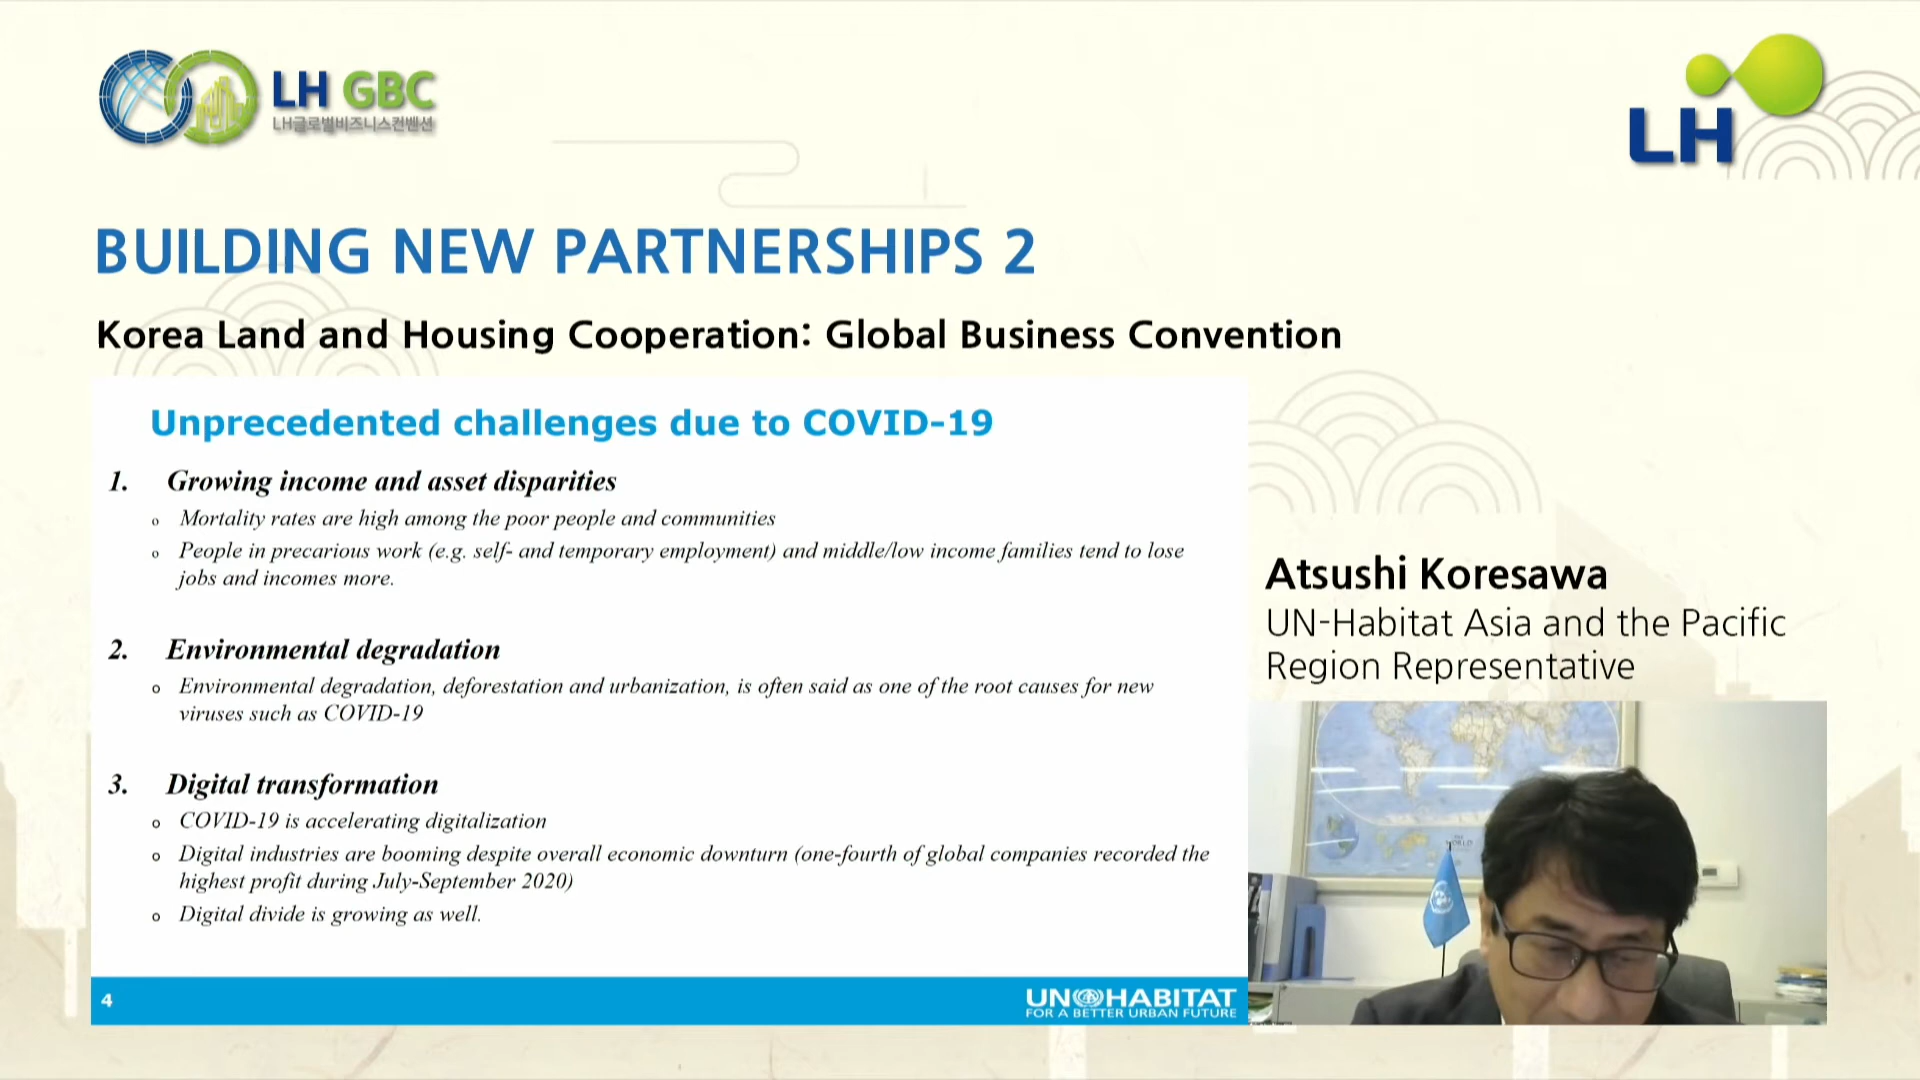 LH GBC
LH글로벌비즈니스컨벤션
LH
BUILDING NEW PARTNERSHIPS 2
Korea Land and Housing Cooperation: Global Business Convention
Unprecedented challenges due to COVID-19
1. Growing income and asset disparities
o Mortality rates are high among the poor people and communities
o People in precarious work (e.g. self- and temporary employment) and middle/low income families tend to lose
jobs and incomes more.
2. Environmental degradation
o Environmental degradation, deforestation and urbanization, is often said as one of the root causes for new
viruses such as COVID-19
3. Digital transformation
o COVID-19 is accelerating digitalization
o Digital industries are booming despite overall economic downturn (one-fourth of global companies recorded the
highest profit during July-September 2020)
o Digital divide is growing as well.
4
UN HABITAT
FOR A BETTER URBAN FUTURE
Atsushi Koresawa
UN-Habitat Asia and the Pacific
Region Representative